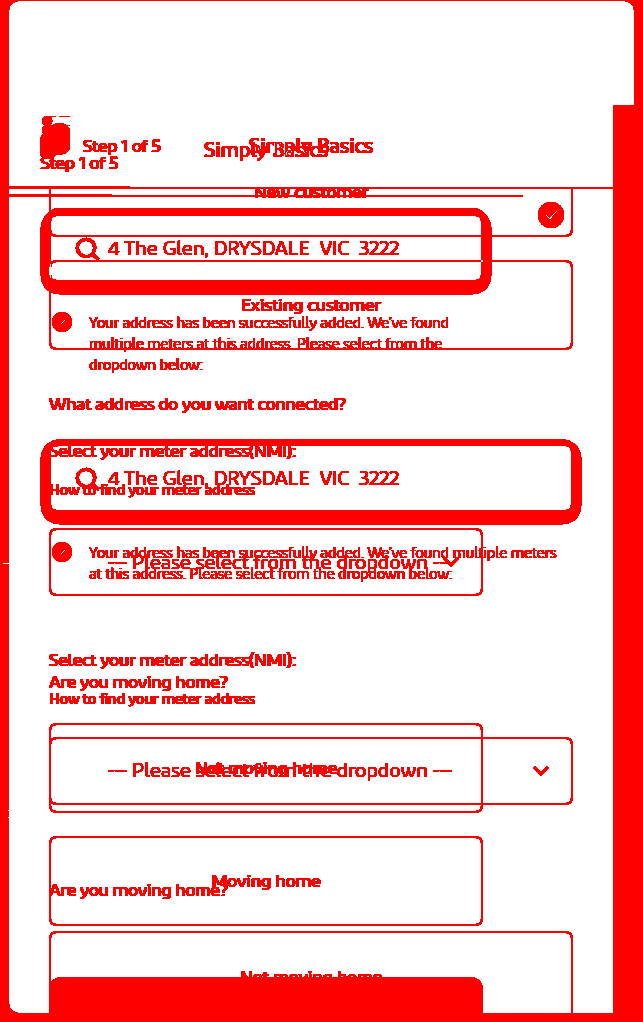 Step 1 of 5
Simply Basics
Simply Basics
Step 1 of 5
New customer
4 The Glen, DRYSDALE VIC 3222
Existing customer
Your address has been successfully added. We've found
multiple meters at this address. Please select from the
dropdown below:
What address do you want connected?
Select your meter address(NMI):
4 The Glen, DRYSDALE VIC 3222
How to find your meter address
Your address has been successfully added. We've found multiple meters
--- Please select from the dropdown ---
at this address. Please select from the dropdown below:
Select your meter address(NMI):
Are you moving home?
How to find your meter address
Not moving home
--- Please select from the dropdown ---
Moving home
Are you moving home?
Not moving home